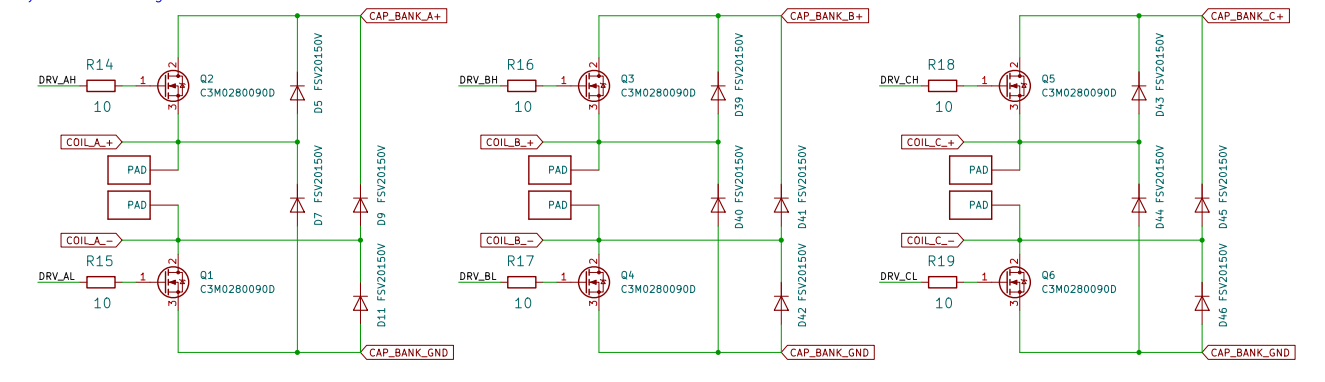 CAP_BANK_A+
R14
DRV_AH
10
1
2
3
Q2
C3M0280090D
D5 FSV20150V
COIL_A_+
PAD
PAD
D7 FSV20150V
D9 FSV20150V
COIL_A_-
R15
DRV_AL
10
1
2
3
Q1
C3M0280090D
D11 FSV20150V
CAP_BANK_GND
CAP_BANK_B+
R16
DRV_BH
10
1
2
3
Q3
C3M0280090D
D39 FSV20150V
COIL_B_+
PAD
PAD
D40 FSV20150V
D41 FSV20150V
COIL_B_-
R17
DRV_BL
10
1
2
3
Q4
C3M0280090D
D42 FSV20150V
CAP_BANK_GND
CAP_BANK_C+
R18
DRV_CH
10
1
2
3
Q5
C3M0280090D
D43 FSV20150V
COIL_C_+
PAD
PAD
D44 FSV20150V
D45 FSV20150V
COIL_C_-
R19
DRV_CL
10
1
2
3
Q6
C3M0280090D
D46 FSV20150V
CAP_BANK_GND